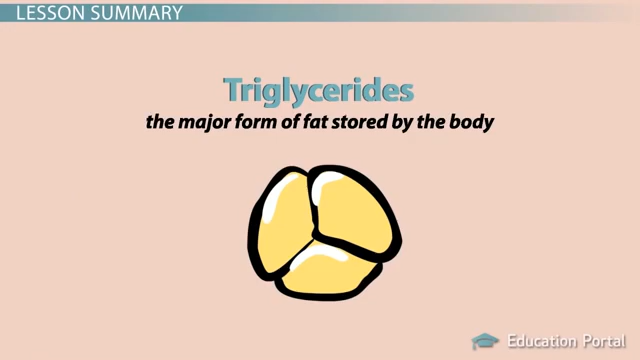 LESSON SUMMARY
Triglycerides
the major form of fat stored by the body
Education Portal